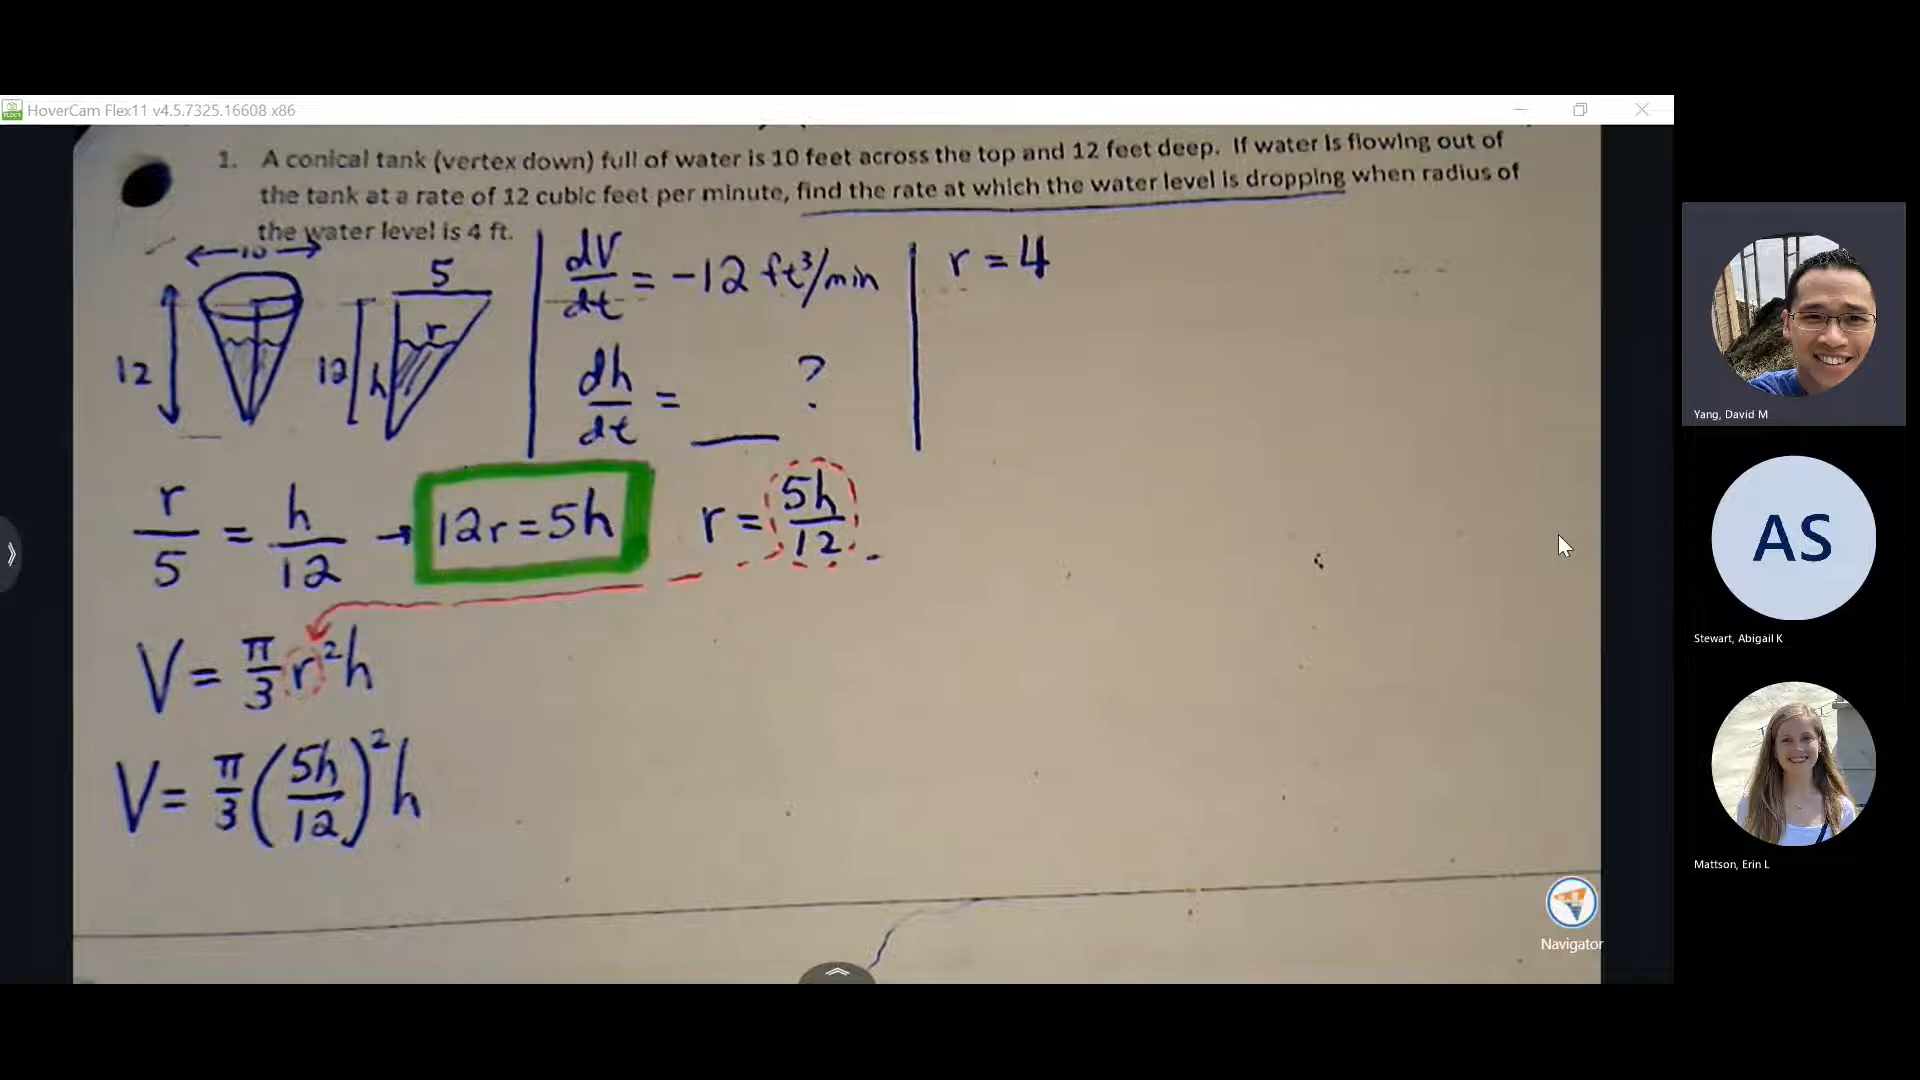 HoverCam Flex11 v4.5.7325.16608 x86
1. A conical tank (vertex down) full of water is 10 feet across the top and 12 feet deep. If water is flowing out of
the tank at a rate of 12 cubic feet per minute, find the rate at which the water level is dropping when radius of
the water level is 4 ft.
10
12
5
12
r
h
dV/dt = -12 ft³/min
dh/dt = ___ ?
r = 4
r/5 = h/12 → 12r = 5h
r = 5h/12
V = π/3 r²h
V = π/3 (5h/12)² h
Navigator
Yang, David M
AS
Stewart, Abigail K
Mattson, Erin L